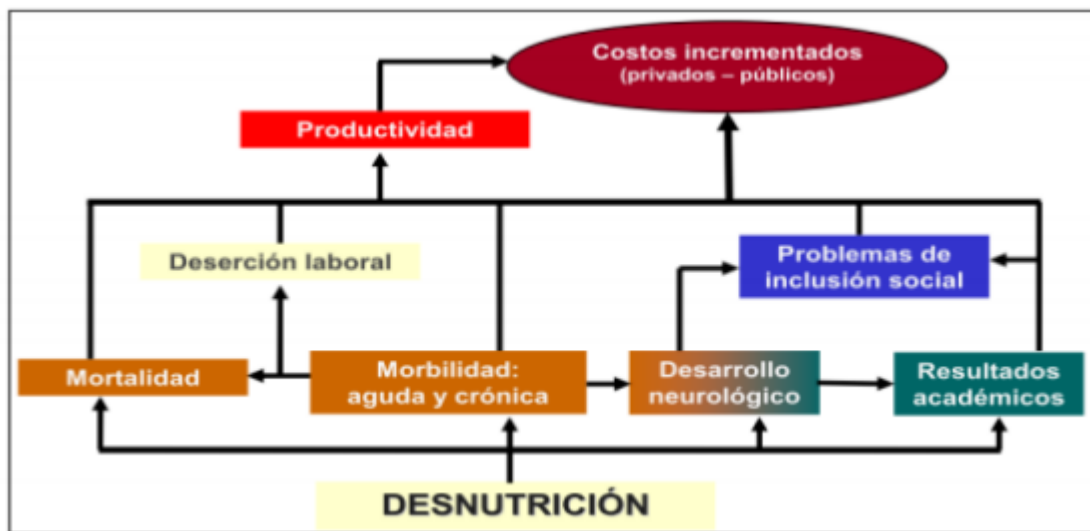 Costos incrementados
(privados – públicos)
Productividad
Deserción laboral
Problemas de
inclusión social
Mortalidad
Morbilidad:
aguda y crónica
Desarrollo
neurológico
Resultados
académicos
DESNUTRICIÓN